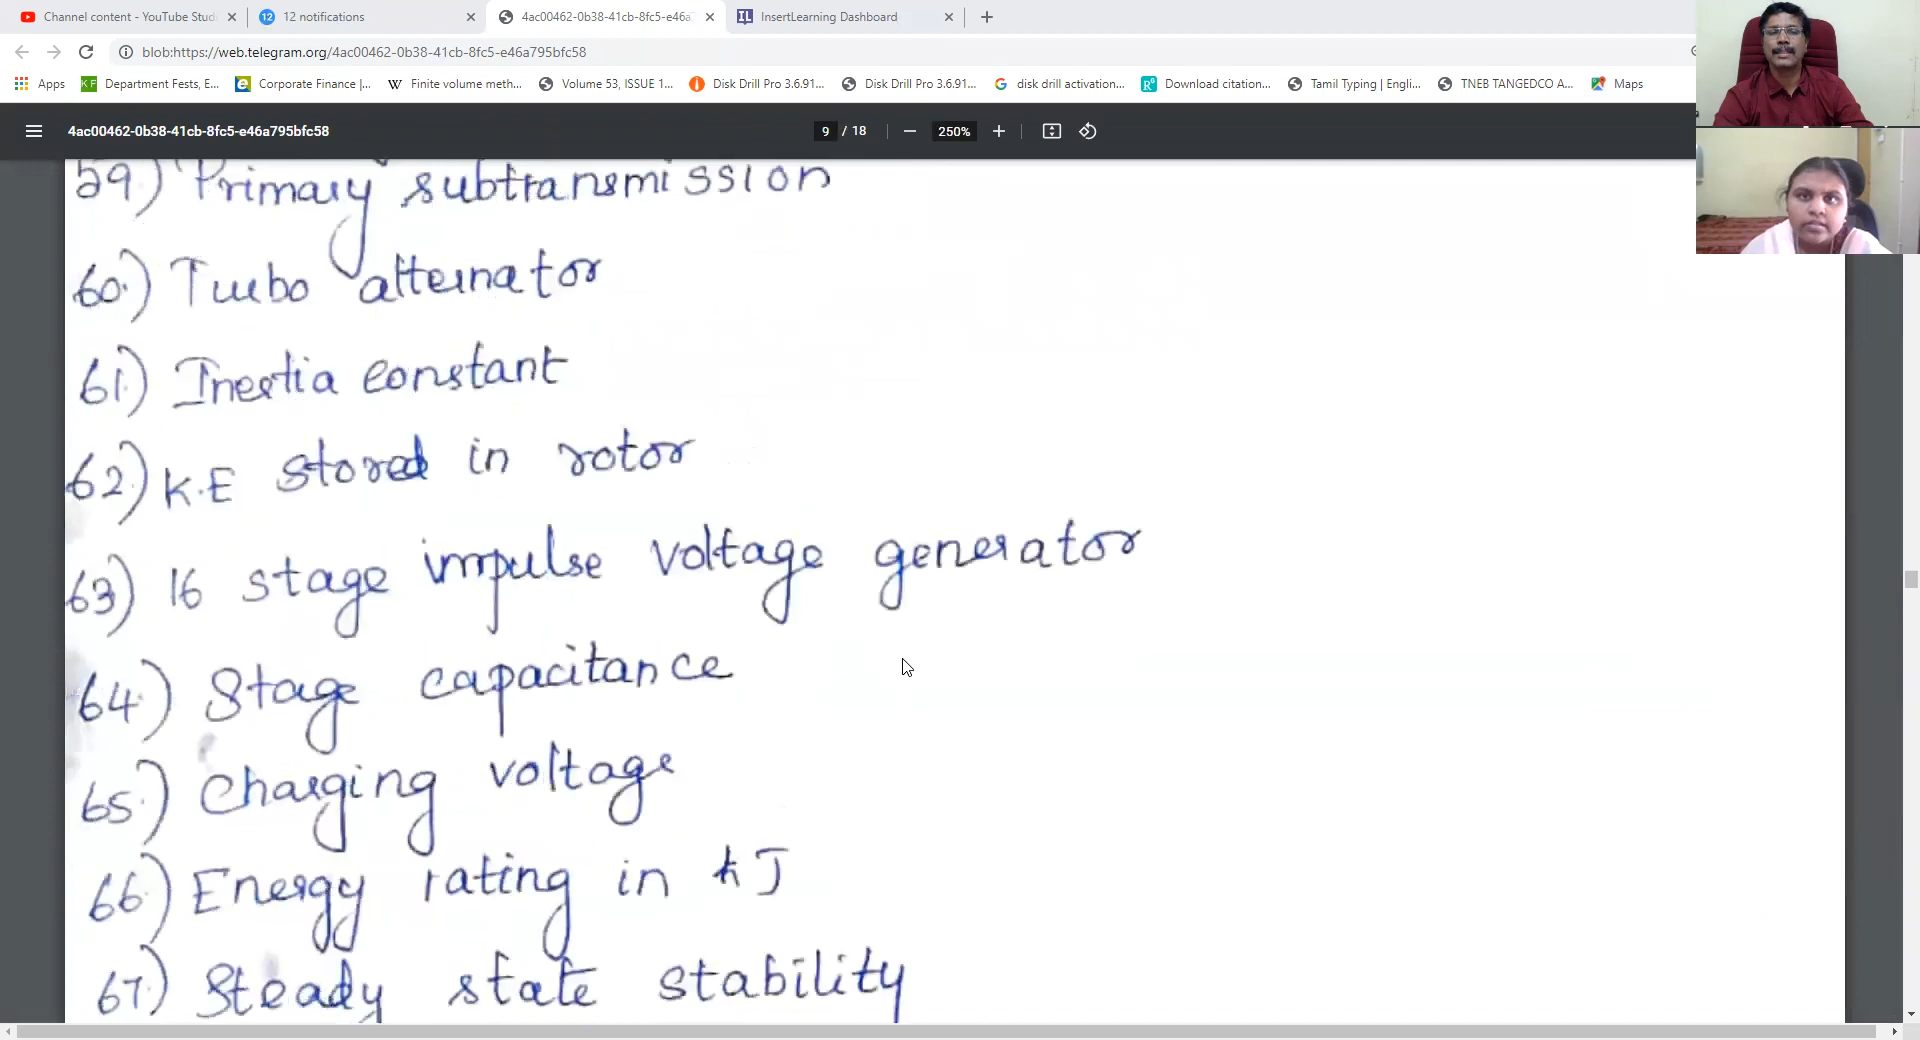 Channel content - YouTube Stud
12 12 notifications
4ac00462-0b38-41cb-8fc5-e46a7
IL InsertLearning Dashboard
blob:https://web.telegram.org/4ac00462-0b38-41cb-8fc5-e46a795bfc58
Apps
KF Department Fests, E...
Corporate Finance |...
W Finite volume meth...
Volume 53, ISSUE 1...
Disk Drill Pro 3.6.91...
Disk Drill Pro 3.6.91...
disk drill activation...
Download citation...
Tamil Typing | Engli...
TNEB TANGEDCO A...
Maps
4ac00462-0b38-41cb-8fc5-e46a795bfc58
9 / 18
250%
59.) Primary subtransmission
60.) Turbo alternator
61.) Inertia constant
62.) K.E stored in rotor
63) 16 stage impulse voltage generator
64.) Stage capacitance
65.) Charging voltage
66.) Energy rating in kJ
67.) Steady state stability